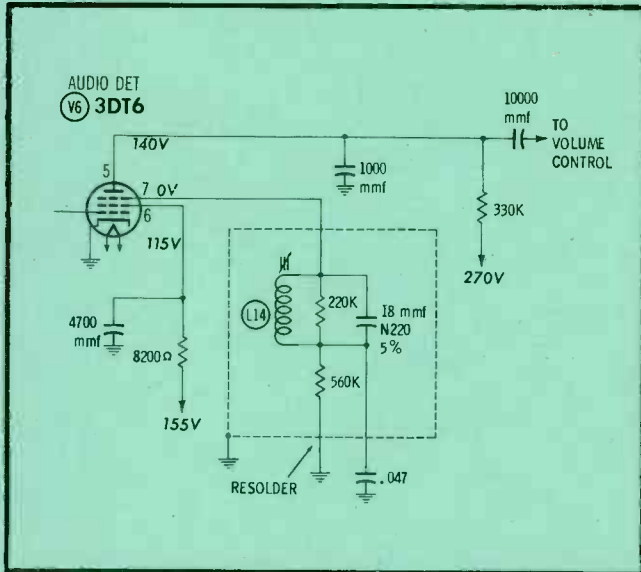 AUDIO DET
V6 3DT6
140V
5
7 0V
6
115V
4700
mmf
8200Ω
155V
1000
mmf
10000
mmf
TO
VOLUME
CONTROL
330K
270V
L14
220K
18 mmf
N220
5%
560K
RESOLDER
.047